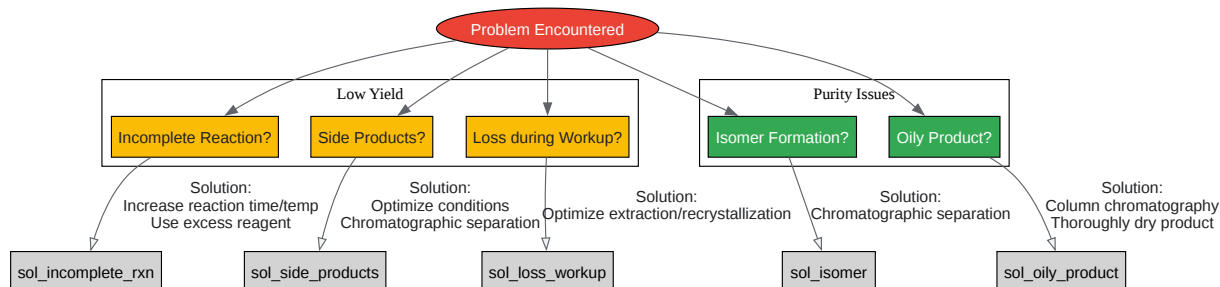 Problem Encountered
Low Yield
Purity Issues
Incomplete Reaction?
Side Products?
Loss during Workup?
Isomer Formation?
Oily Product?
Solution:
Increase reaction time/temp
Use excess reagent
Solution:
Optimize conditions
Chromatographic separation
Solution:
Optimize extraction/recrystallization
Solution:
Chromatographic separation
Solution:
Column chromatography
Thoroughly dry product
sol_incomplete_rxn
sol_side_products
sol_loss_workup
sol_isomer
sol_oily_product